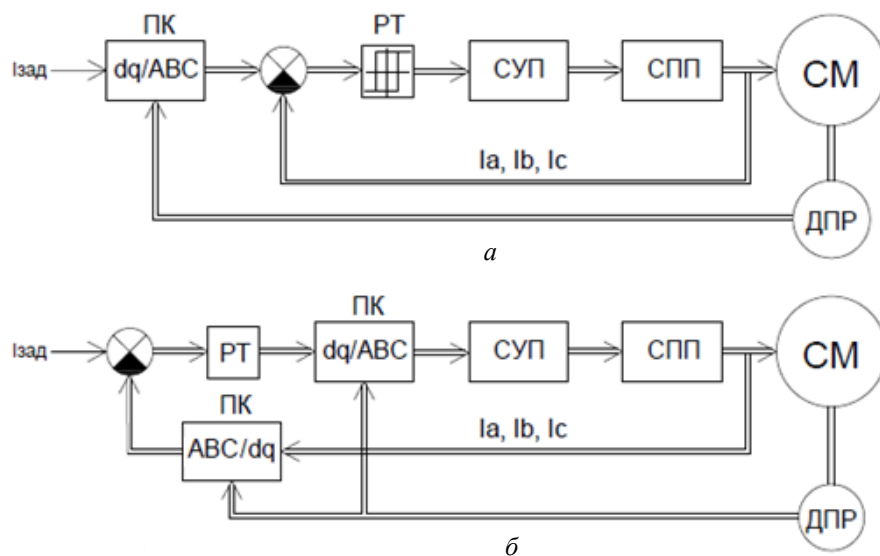 ПК
РТ
Iзад
dq/ABC
СУП
СПП
СМ
Ia, Ib, Ic
ДПР
а
ПК
Iзад
РТ
dq/ABC
СУП
СПП
СМ
ПК
Ia, Ib, Ic
ABC/dq
ДПР
б